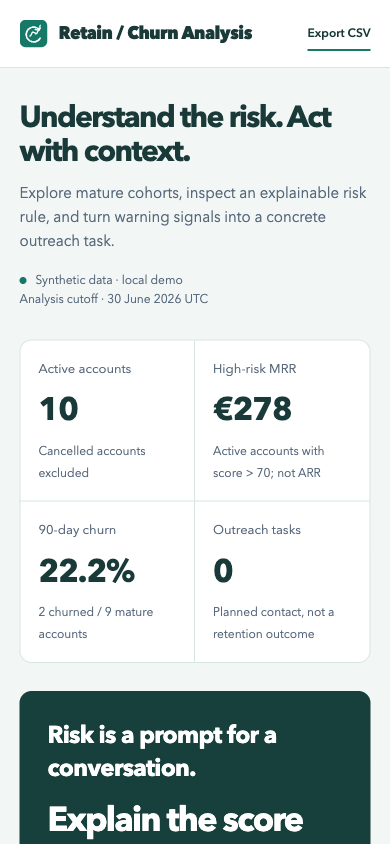 Retain / Churn Analysis
Export CSV
Understand the risk. Act
with context.
Explore mature cohorts, inspect an explainable risk
rule, and turn warning signals into a concrete
outreach task.
Synthetic data · local demo
Analysis cutoff · 30 June 2026 UTC
Active accounts
10
Cancelled accounts
excluded
High-risk MRR
€278
Active accounts with
score > 70; not ARR
90-day churn
22.2%
2 churned / 9 mature
accounts
Outreach tasks
0
Planned contact, not a
retention outcome
Risk is a prompt for a
conversation.
Explain the score